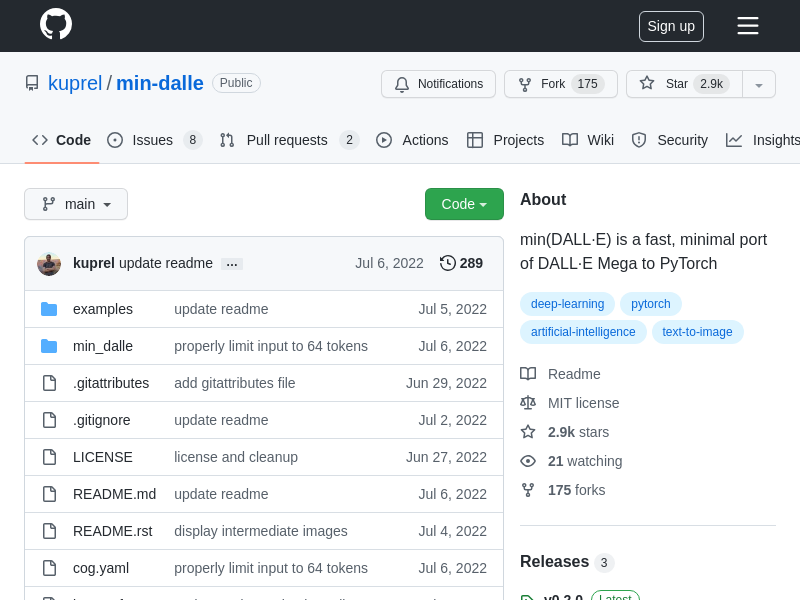 Sign up
kuprel / min-dalle Public
Notifications
Fork 175
Star 2.9k
Code
Issues 8
Pull requests 2
Actions
Projects
Wiki
Security
Insights
main
Code
kuprel update readme ... Jul 6, 2022 289
examples update readme Jul 5, 2022
min_dalle properly limit input to 64 tokens Jul 6, 2022
.gitattributes add gitattributes file Jun 29, 2022
.gitignore update readme Jul 2, 2022
LICENSE license and cleanup Jun 27, 2022
README.md update readme Jul 6, 2022
README.rst display intermediate images Jul 4, 2022
cog.yaml properly limit input to 64 tokens Jul 6, 2022
About
min(DALL·E) is a fast, minimal port
of DALL·E Mega to PyTorch
deep-learning pytorch
artificial-intelligence text-to-image
Readme
MIT license
2.9k stars
21 watching
175 forks
Releases 3
v0.2.0 Latest